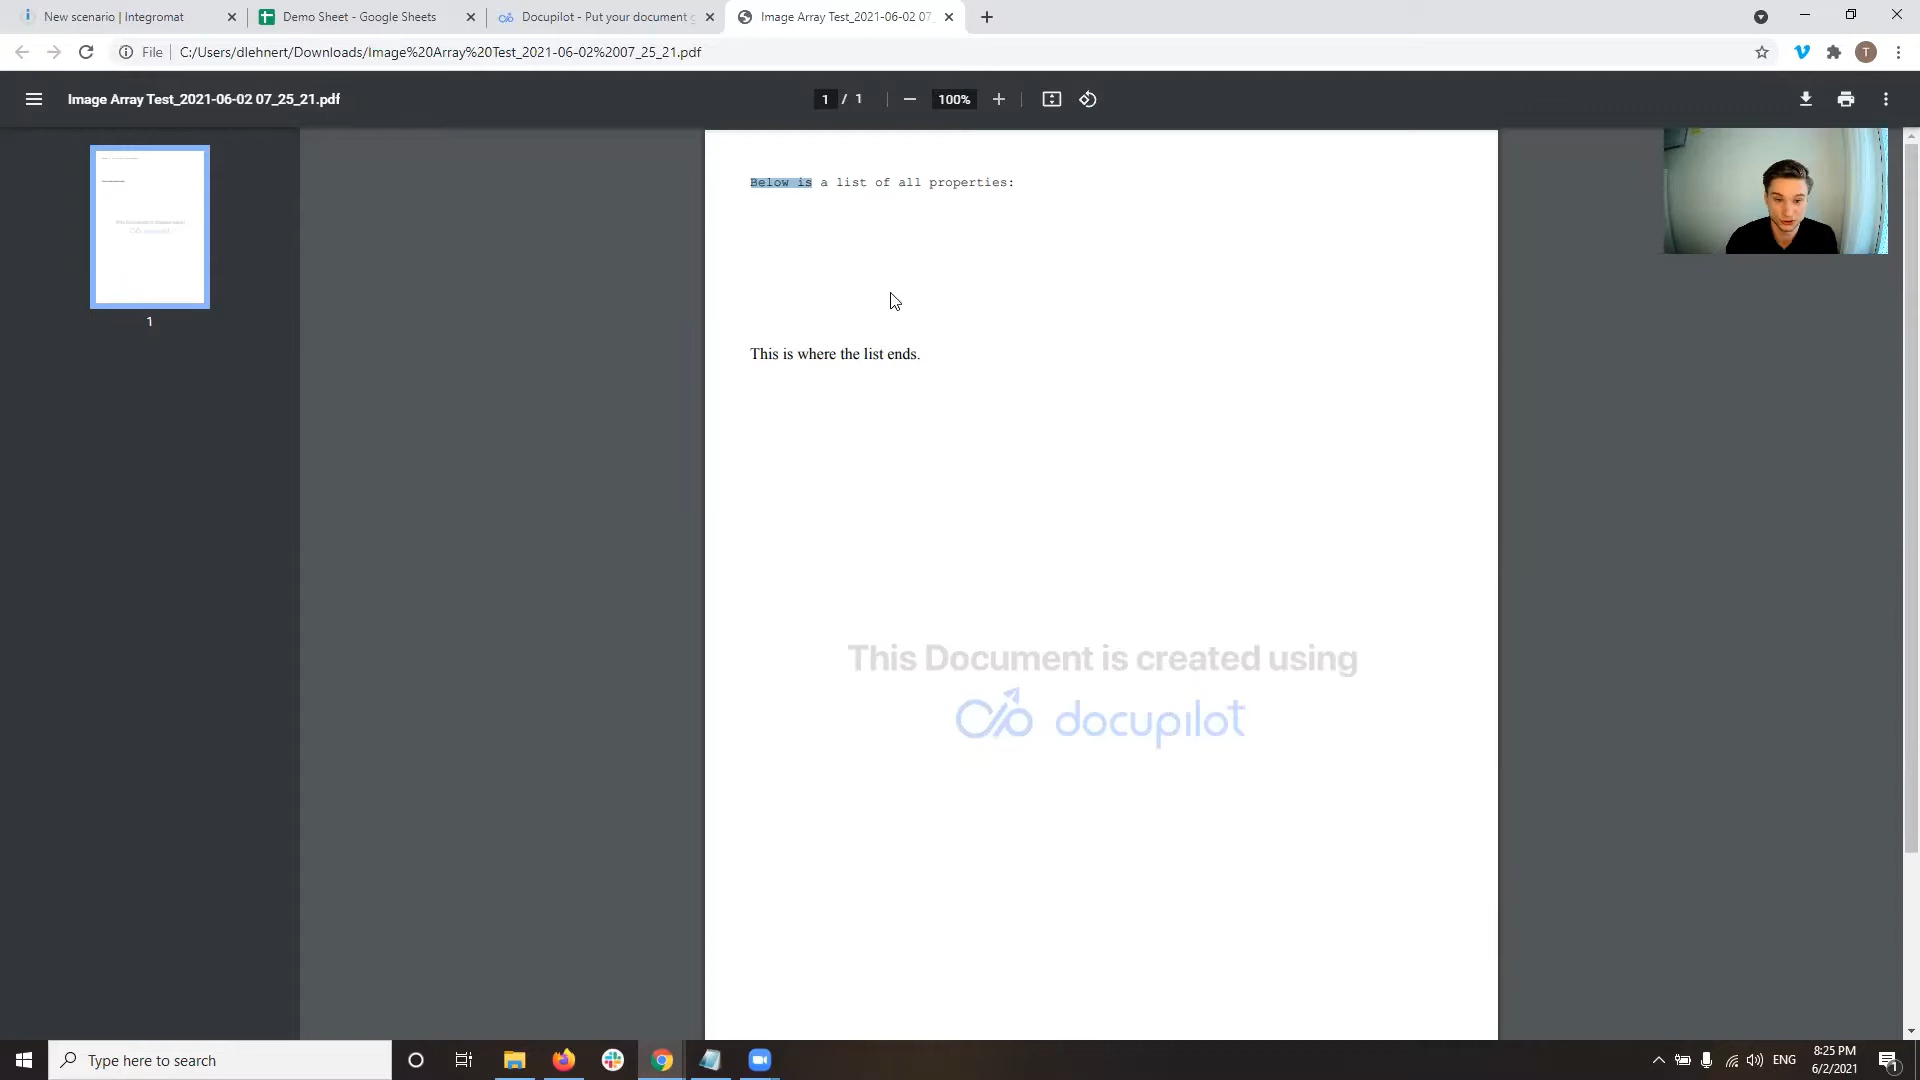 New scenario | Integromat
Demo Sheet - Google Sheets
Docupilot - Put your document
Image Array Test_2021-06-02 07
File
C:/Users/dlehnert/Downloads/Image%20Array%20Test_2021-06-02%2007_25_21.pdf
T
Image Array Test_2021-06-02 07_25_21.pdf
1 / 1
100%
1
Below is a list of all properties:
This is where the list ends.
This Document is created using
docupilot
Type here to search
ENG
8:25 PM
6/2/2021
1